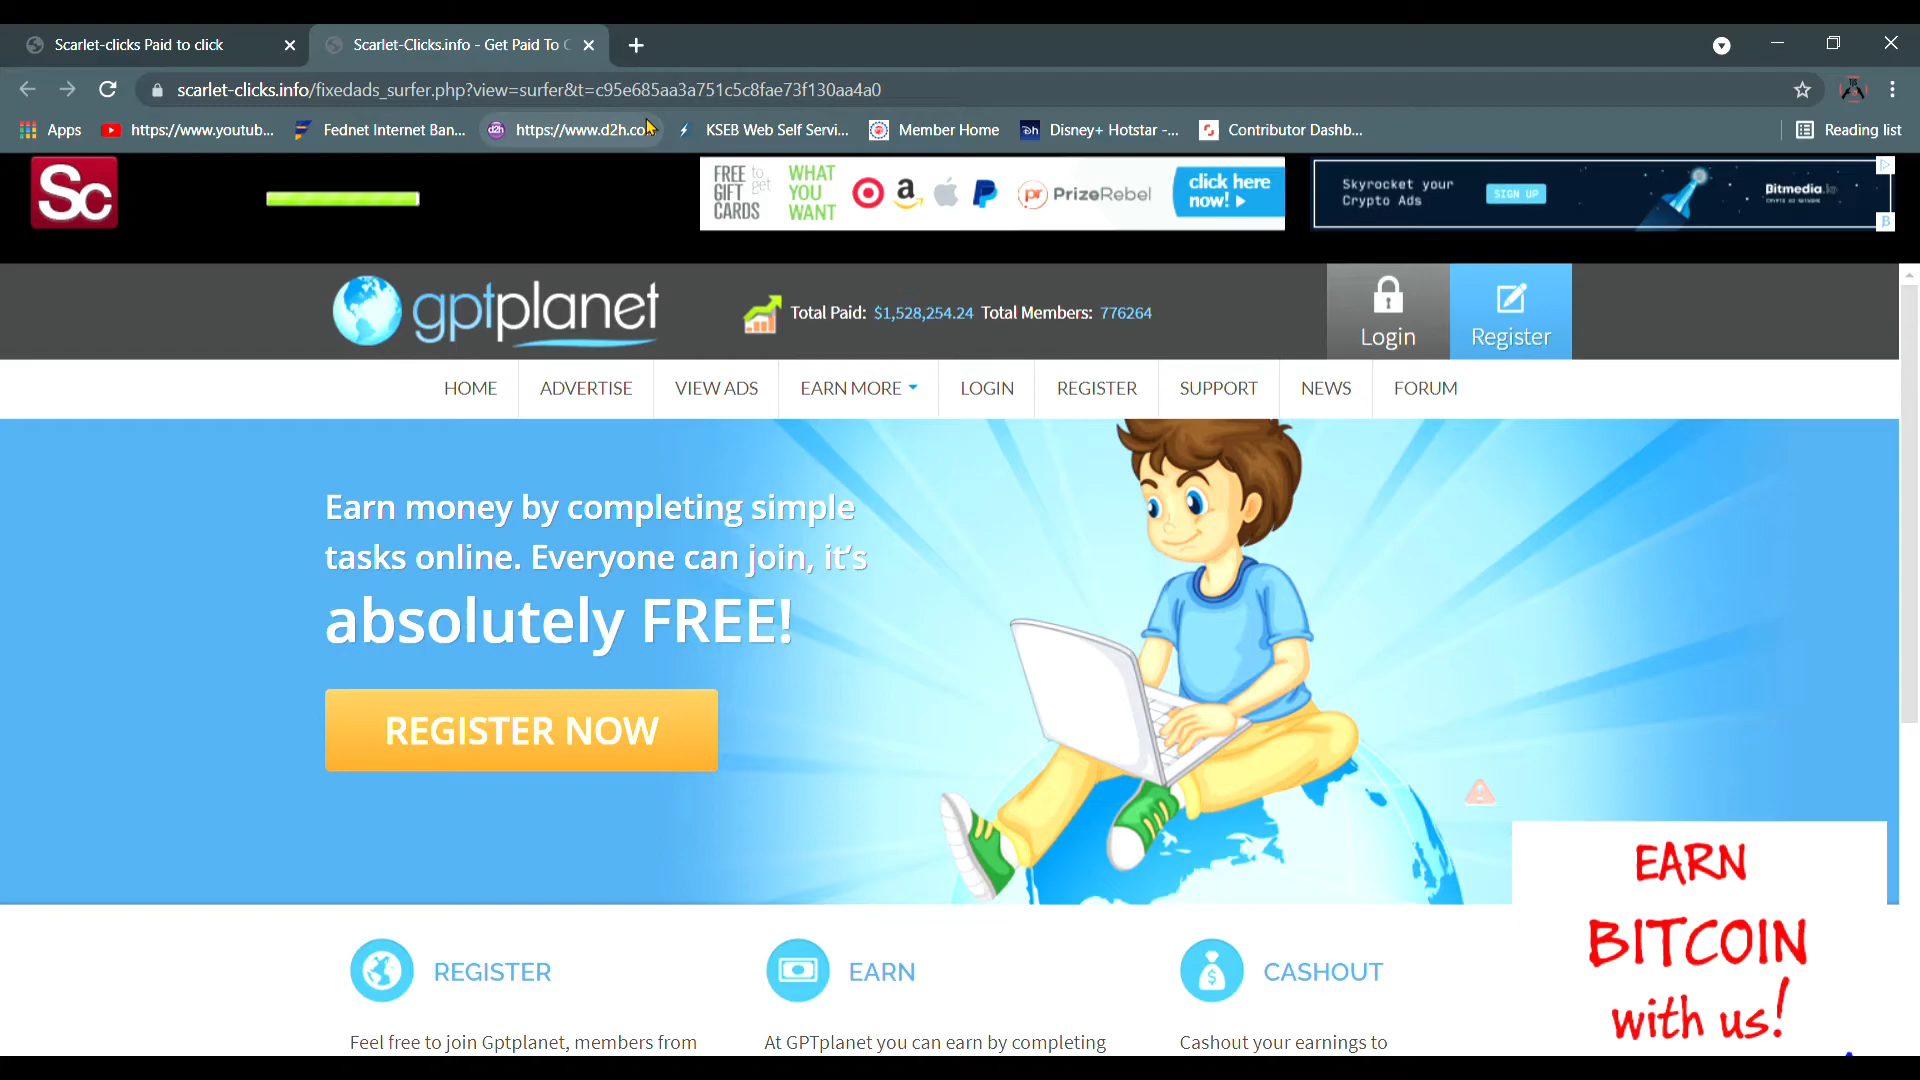 Scarlet-clicks Paid to click
Scarlet-Clicks.info - Get Paid To C
scarlet-clicks.info/fixedads_surfer.php?view=surfer&t=c95e685aa3a751c5c8fae73f130aa4a0
Apps
https://www.youtub...
Fednet Internet Ban...
d2h
https://www.d2h.co
KSEB Web Self Servi...
Member Home
Disney+ Hotstar -...
Contributor Dashb...
Reading list
Sc
FREE to get GIFT CARDS
WHAT YOU WANT
pr PrizeRebel
click here now!
Skyrocket your
Crypto Ads
SIGN UP
Bitmedia.io
gptplanet
Total Paid: $1,528,254.24 Total Members: 776264
Login
Register
HOME
ADVERTISE
VIEW ADS
EARN MORE
LOGIN
REGISTER
SUPPORT
NEWS
FORUM
Earn money by completing simple
tasks online. Everyone can join, it's
absolutely FREE!
REGISTER NOW
EARN
BITCOIN
with us!
REGISTER
EARN
CASHOUT
Feel free to join Gptplanet, members from
At GPTplanet you can earn by completing
Cashout your earnings to